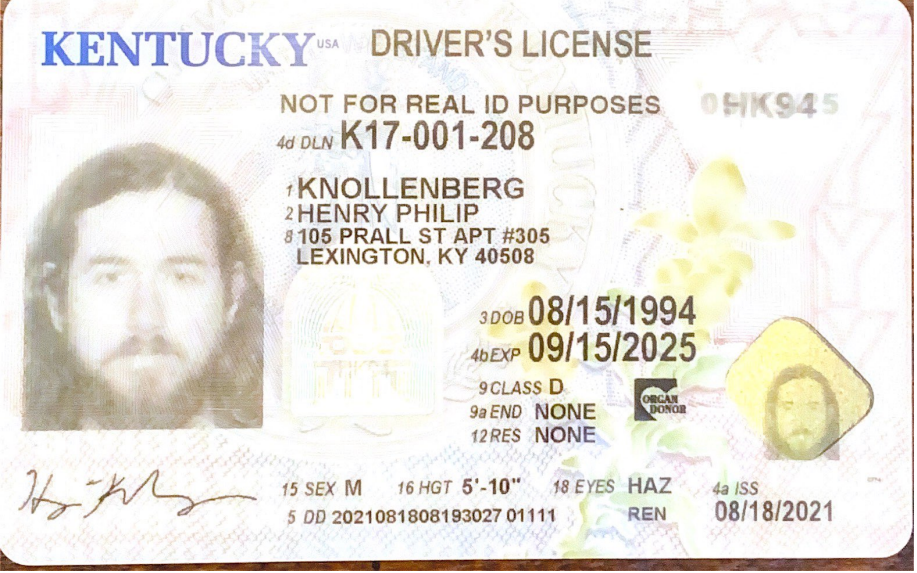 KENTUCKY USA DRIVER'S LICENSE
NOT FOR REAL ID PURPOSES
4d DLN K17-001-208
1 KNOLLENBERG
2 HENRY PHILIP
8 105 PRALL ST APT #305
LEXINGTON, KY 40508
3 DOB 08/15/1994
4b EXP 09/15/2025
9 CLASS D
ORGAN DONOR
9a END NONE
12 RES NONE
15 SEX M 16 HGT 5'-10" 18 EYES HAZ 4a ISS
5 DD 2021081808193027 01111 REN 08/18/2021